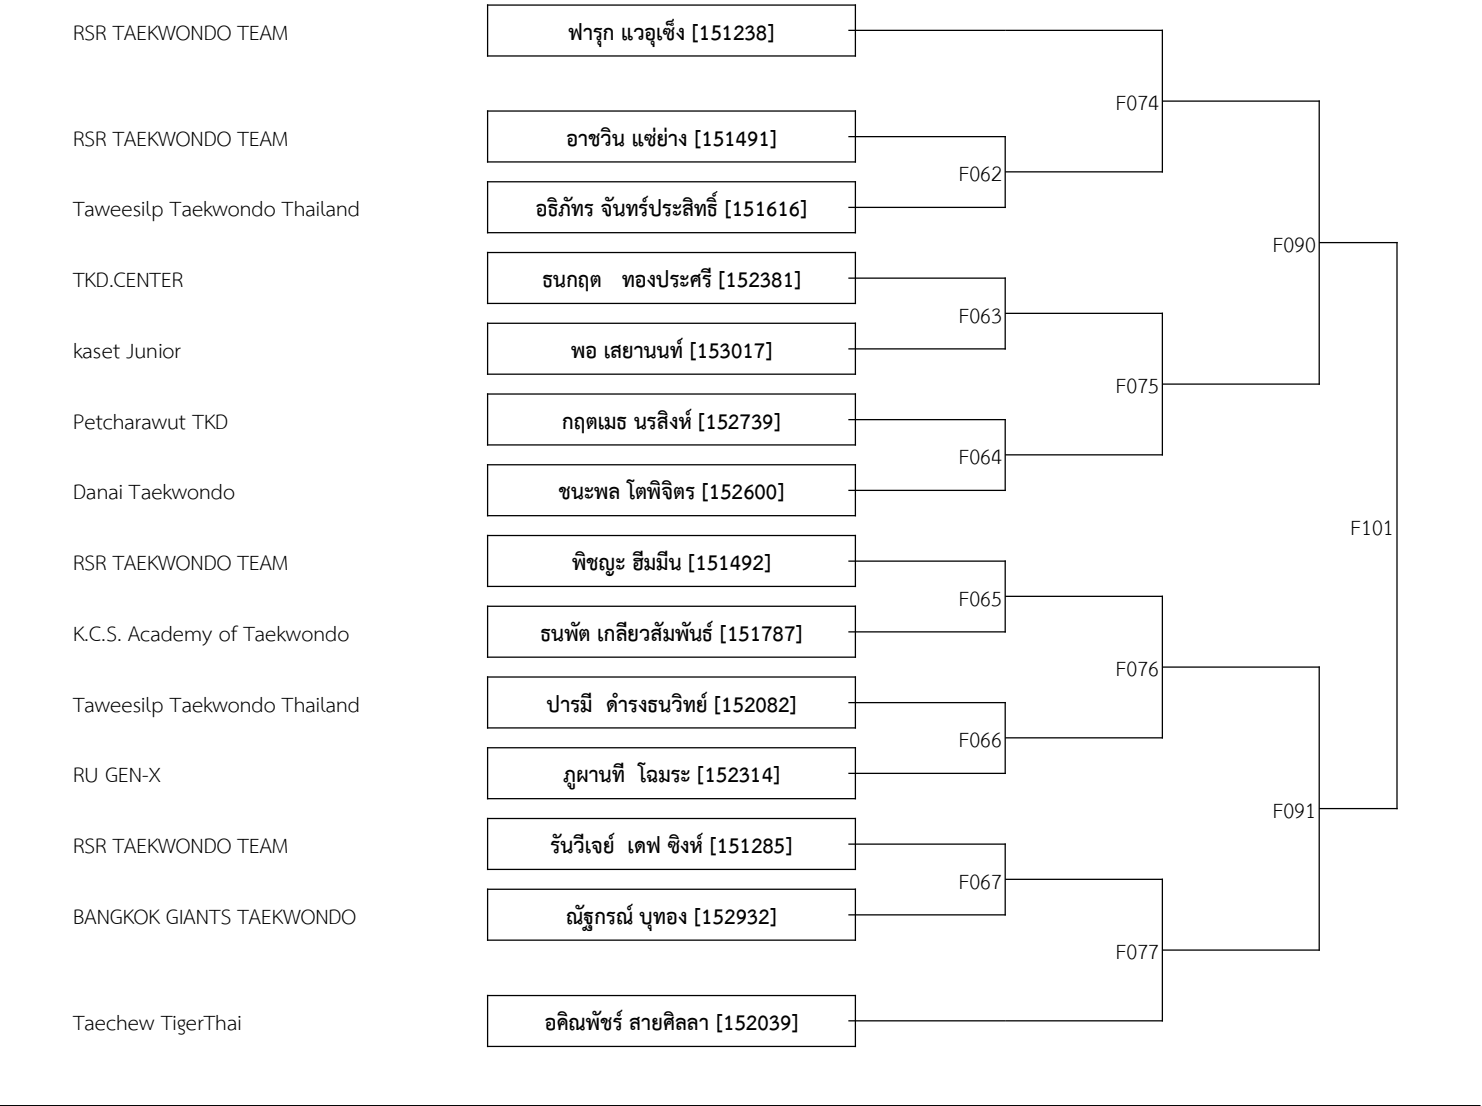 RSR TAEKWONDO TEAM ฟารุก แวอุเซ็ง [151238]
F074
RSR TAEKWONDO TEAM อาชวิน แซ่ย่าง [151491]
F062
Taweesilp Taekwondo Thailand อธิภัทร จันทร์ประสิทธิ์ [151616]
F090
TKD.CENTER ธนกฤต ทองประศรี [152381]
F063
kaset Junior พอ เสยานนท์ [153017]
F075
Petcharawut TKD กฤตเมธ นรสิงห์ [152739]
F064
Danai Taekwondo ชนะพล โตพิจิตร [152600]
F101
RSR TAEKWONDO TEAM พิชญะ ฮีมมีน [151492]
F065
K.C.S. Academy of Taekwondo ธนพัต เกลียวสัมพันธ์ [151787]
F076
Taweesilp Taekwondo Thailand ปารมี ดำรงธนวิทย์ [152082]
F066
RU GEN-X ภูผานที โฉมระ [152314]
F091
RSR TAEKWONDO TEAM รันวีเจย์ เดฟ ซิงห์ [151285]
F067
BANGKOK GIANTS TAEKWONDO ณัฐกรณ์ บุทอง [152932]
F077
Taechew TigerThai อคิณพัชร์ สายศิลลา [152039]